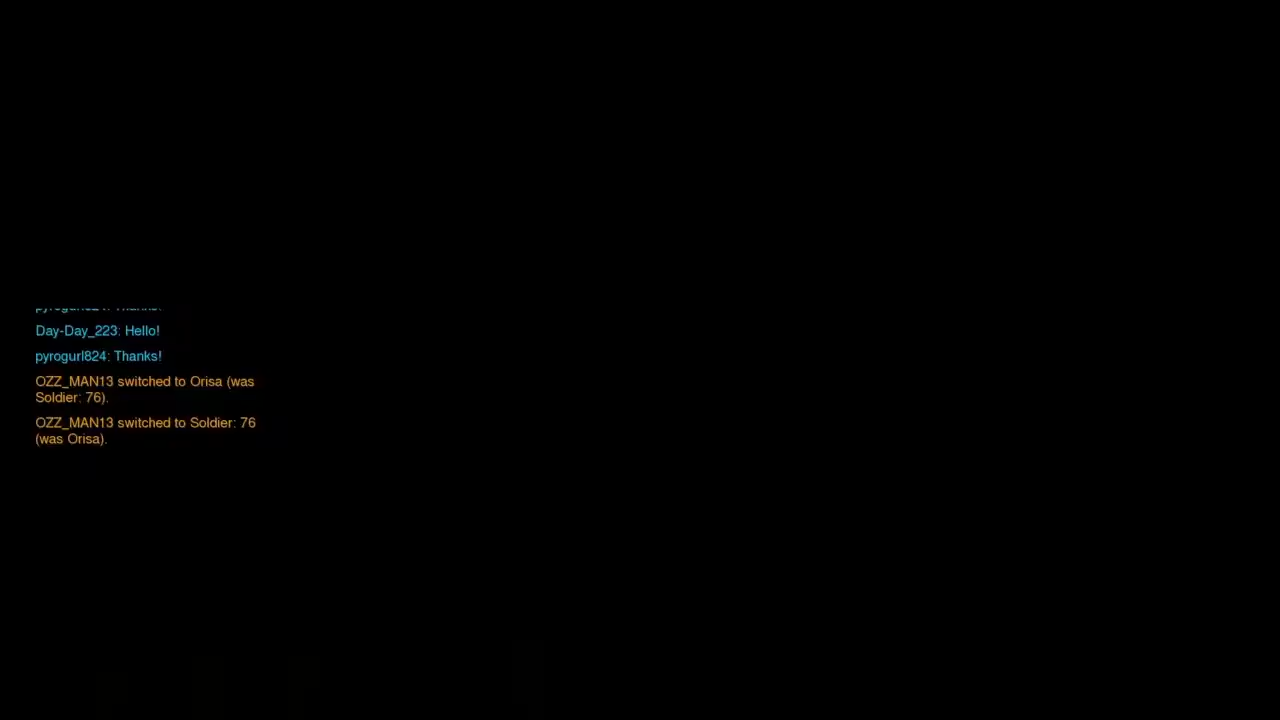 Day-Day_223: Hello!
pyrogurl824: Thanks!
OZZ_MAN13 switched to Orisa (was
Soldier: 76).
OZZ_MAN13 switched to Soldier: 76
(was Orisa).